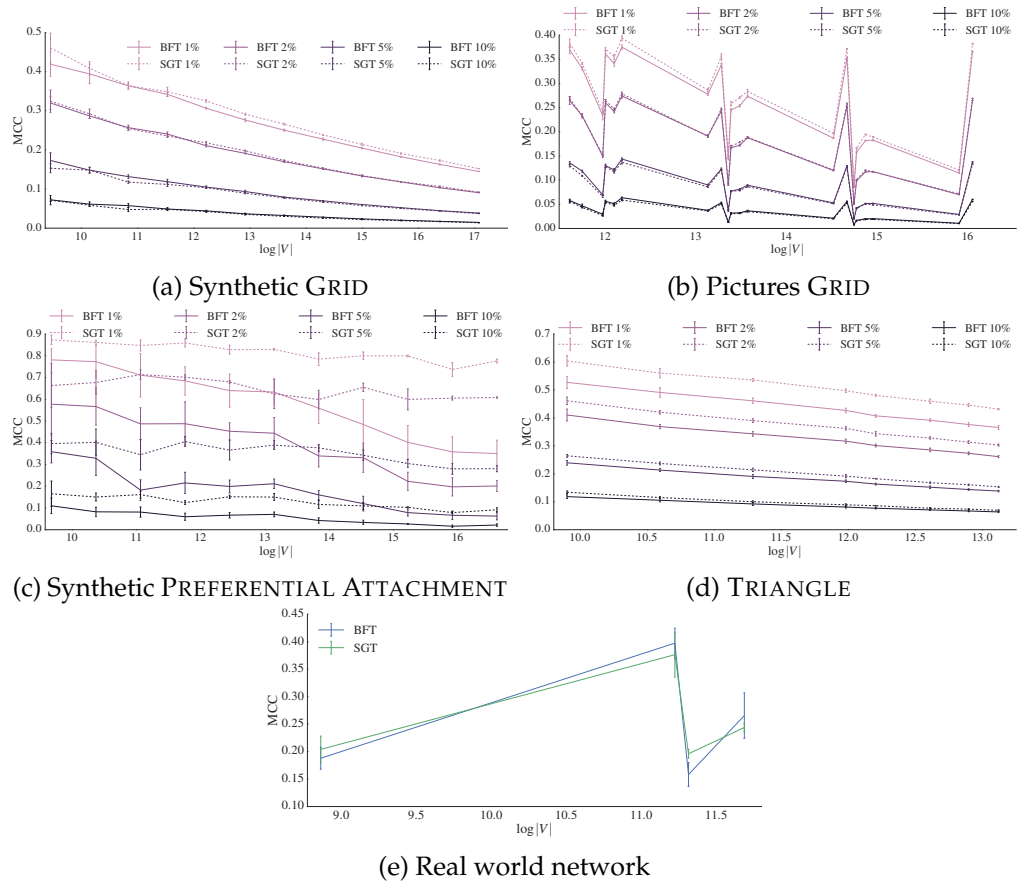 BFT 1% BFT 2% BFT 5% BFT 10%
SGT 1% SGT 2% SGT 5% SGT 10%
0.5
0.4
0.3
0.2
0.1
0.0
MCC
10 11 12 13 14 15 16 17
log|V|
(a) Synthetic GRID
BFT 1% BFT 2% BFT 5% BFT 10%
SGT 1% SGT 2% SGT 5% SGT 10%
0.40
0.35
0.30
0.25
0.20
0.15
0.10
0.05
0.00
MCC
12 13 14 15 16
log|V|
(b) Pictures GRID
BFT 1% BFT 2% BFT 5% BFT 10%
SGT 1% SGT 2% SGT 5% SGT 10%
0.9
0.8
0.7
0.6
0.5
0.4
0.3
0.2
0.1
0.0
MCC
10 11 12 13 14 15 16
log|V|
(c) Synthetic PREFERENTIAL ATTACHMENT
BFT 1% BFT 2% BFT 5% BFT 10%
SGT 1% SGT 2% SGT 5% SGT 10%
0.7
0.6
0.5
0.4
0.3
0.2
0.1
0.0
MCC
10.0 10.5 11.0 11.5 12.0 12.5 13.0
log|V|
(d) TRIANGLE
BFT
SGT
0.45
0.40
0.35
0.30
0.25
0.20
0.15
0.10
MCC
9.0 9.5 10.0 10.5 11.0 11.5
log|V|
(e) Real world network